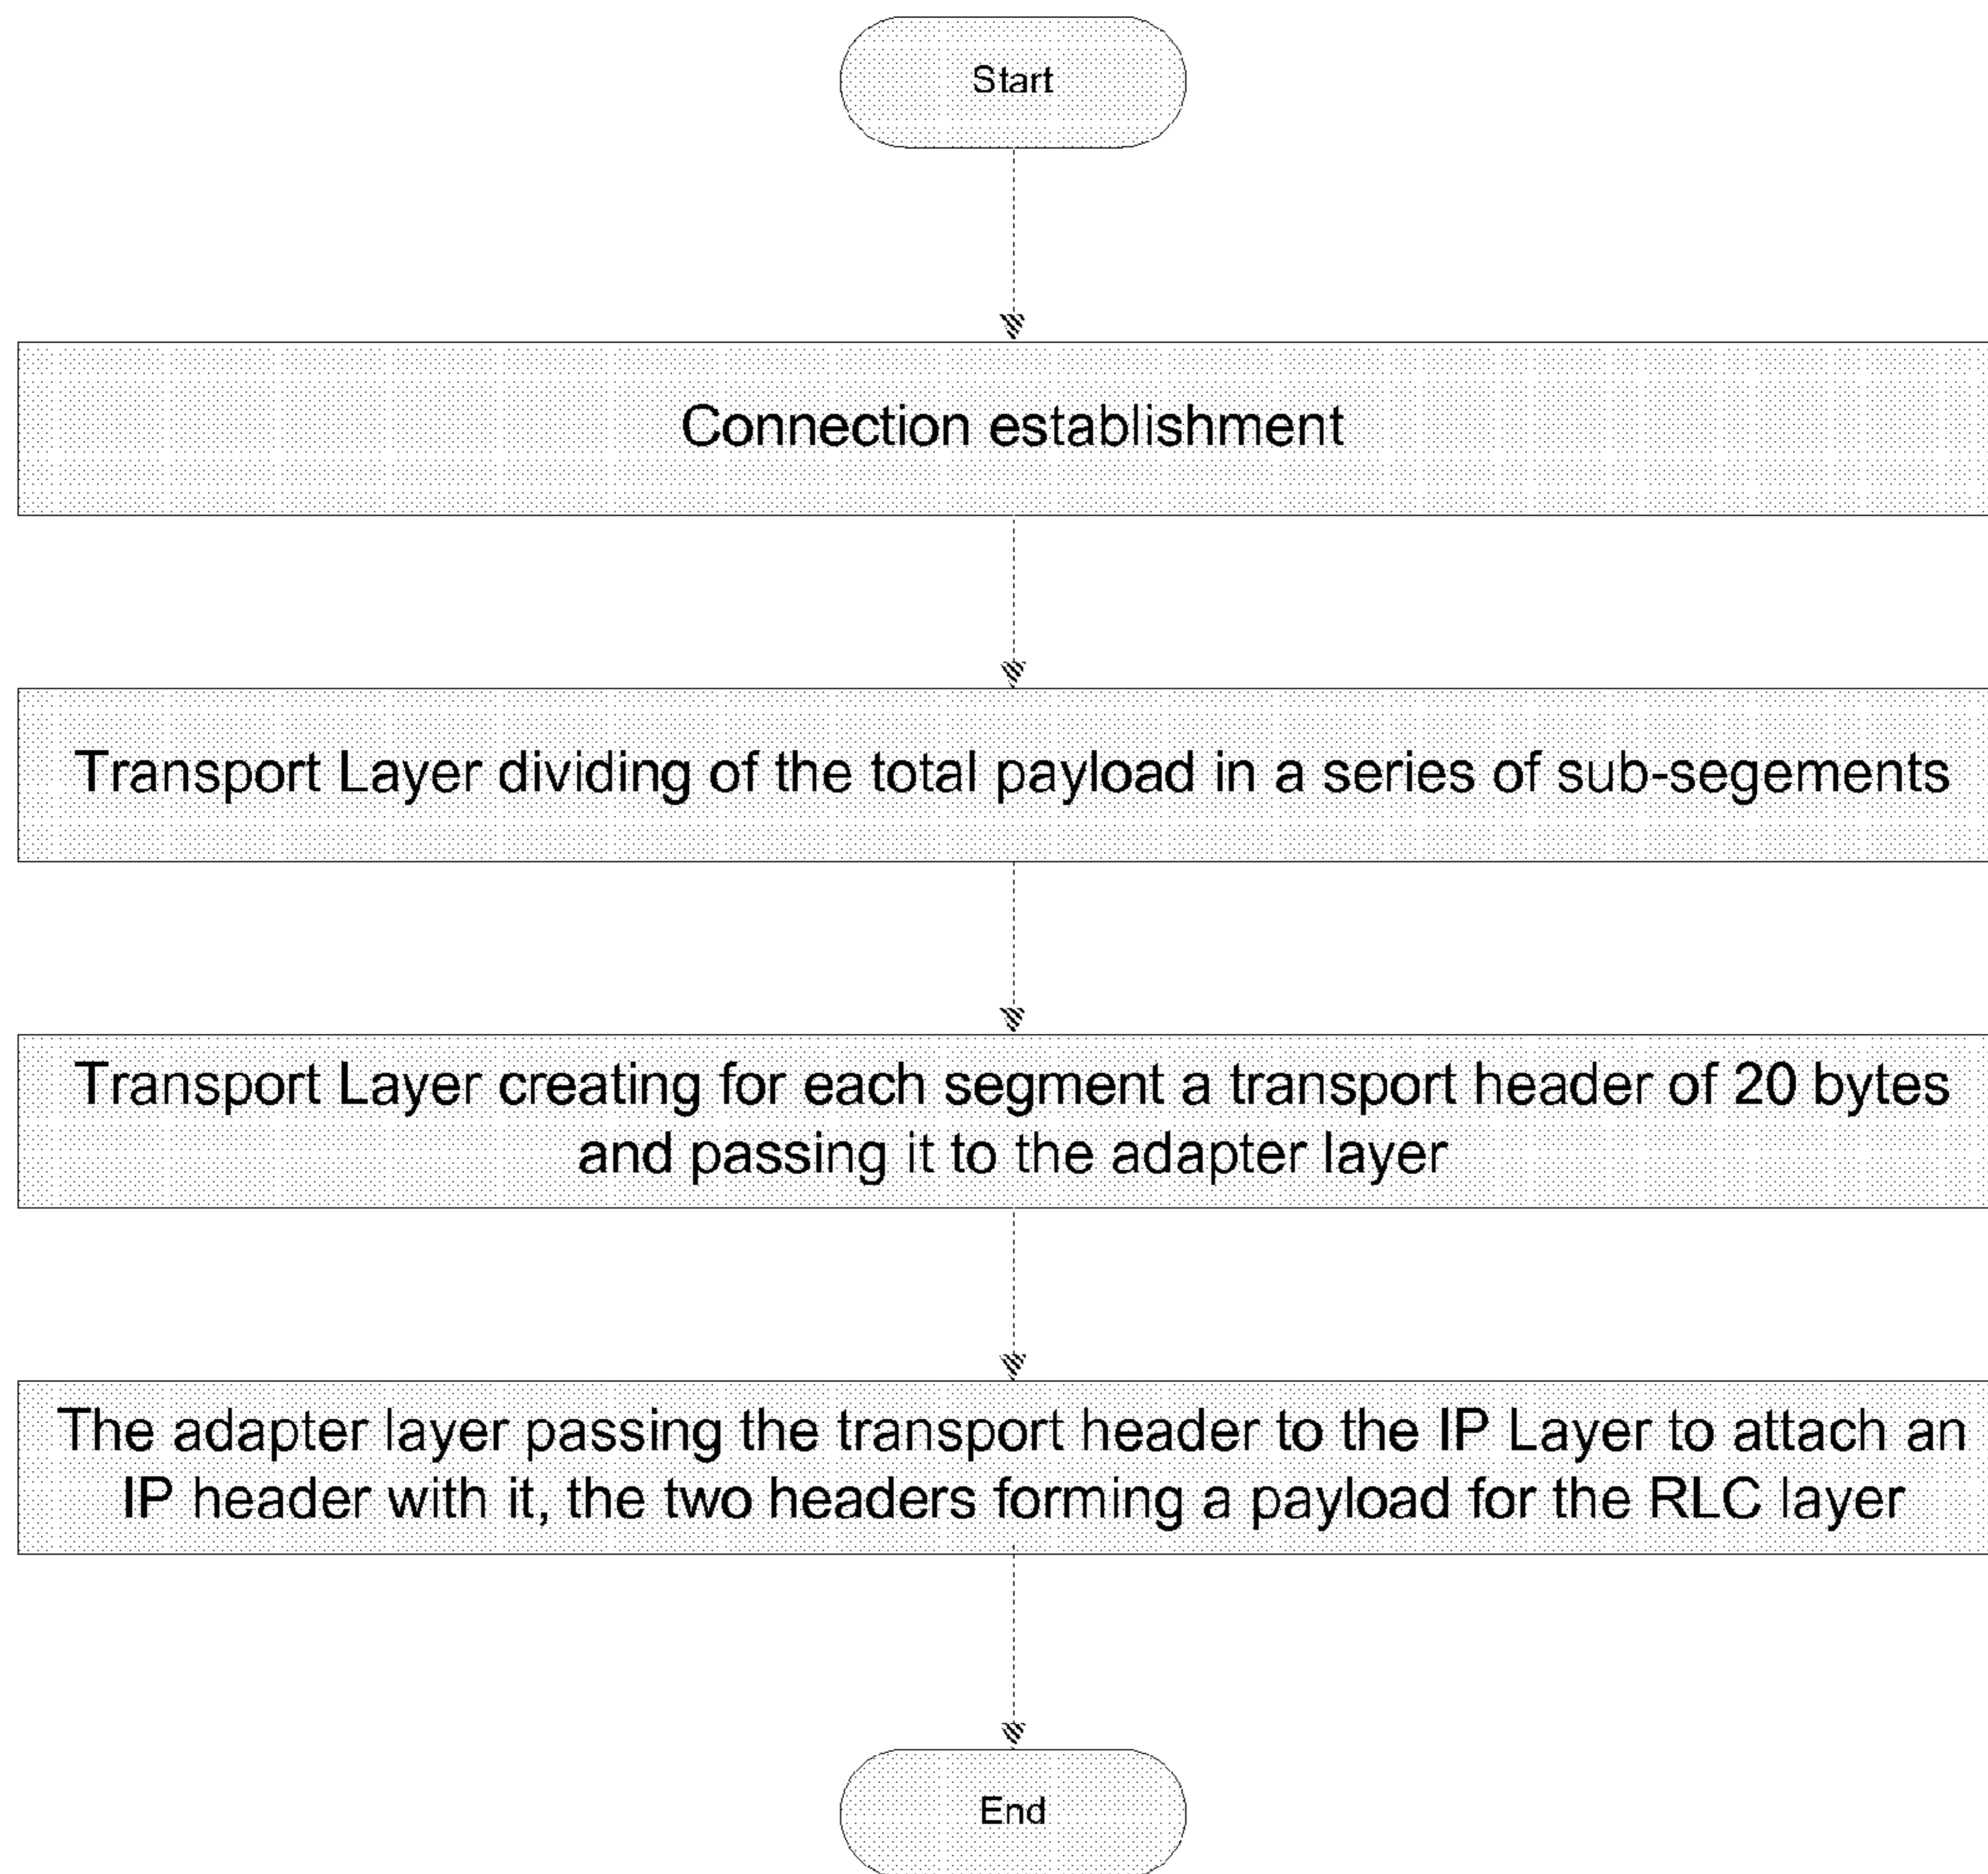 Start
Connection establishment
Transport Layer dividing of the total payload in a series of sub-segements
Transport Layer creating for each segment a transport header of 20 bytes
and passing it to the adapter layer
The adapter layer passing the transport header to the IP Layer to attach an
IP header with it, the two headers forming a payload for the RLC layer
End